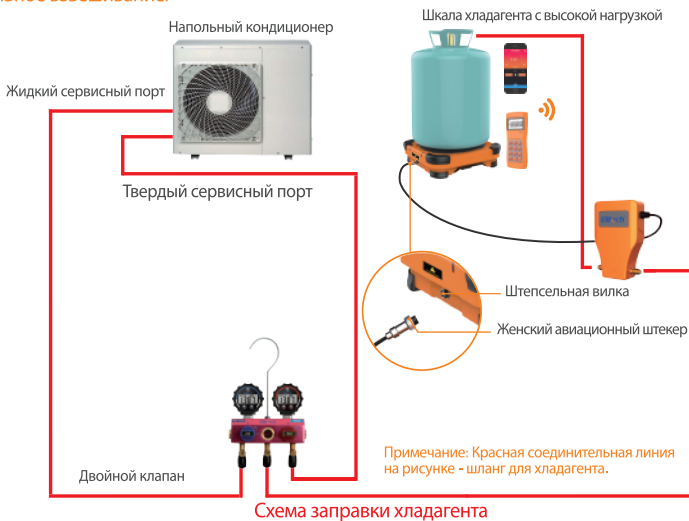 Напольный кондиционер
Шкала хладагента с высокой нагрузкой
Жидкий сервисный порт
Твердый сервисный порт
Штепсельная вилка
Женский авиационный штекер
Примечание: Красная соединительная линия
на рисунке - шланг для хладагента.
Двойной клапан
Схема заправки хладагента